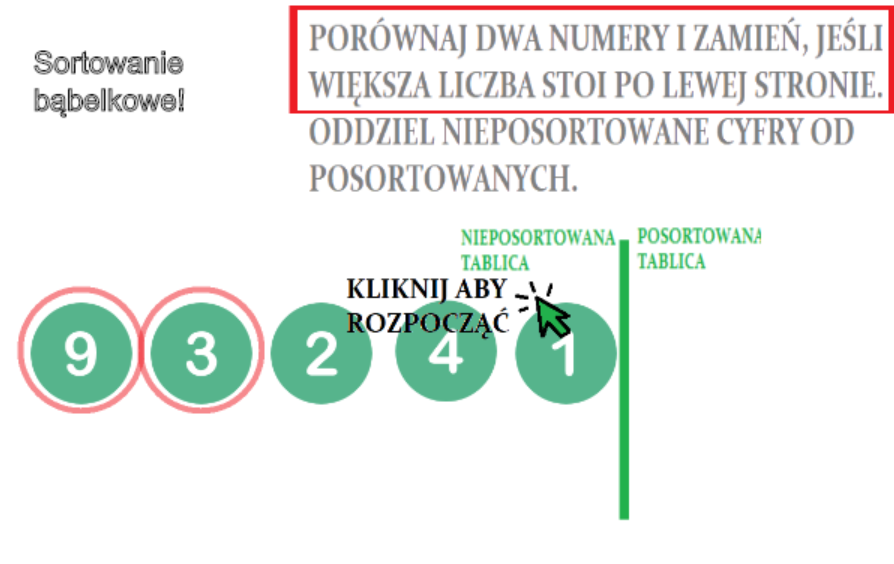 Sortowanie
bąbelkowe!
PORÓWNAJ DWA NUMERY I ZAMIEŃ, JEŚLI
WIĘKSZA LICZBA STOI PO LEWEJ STRONIE.
ODDZIEL NIEPOSORTOWANE CYFRY OD
POSORTOWANYCH.
NIEPOSORTOWANA
TABLICA
POSORTOWANA
TABLICA
KLIKNIJ ABY
ROZPOCZĄĆ
9 3 2 4 1